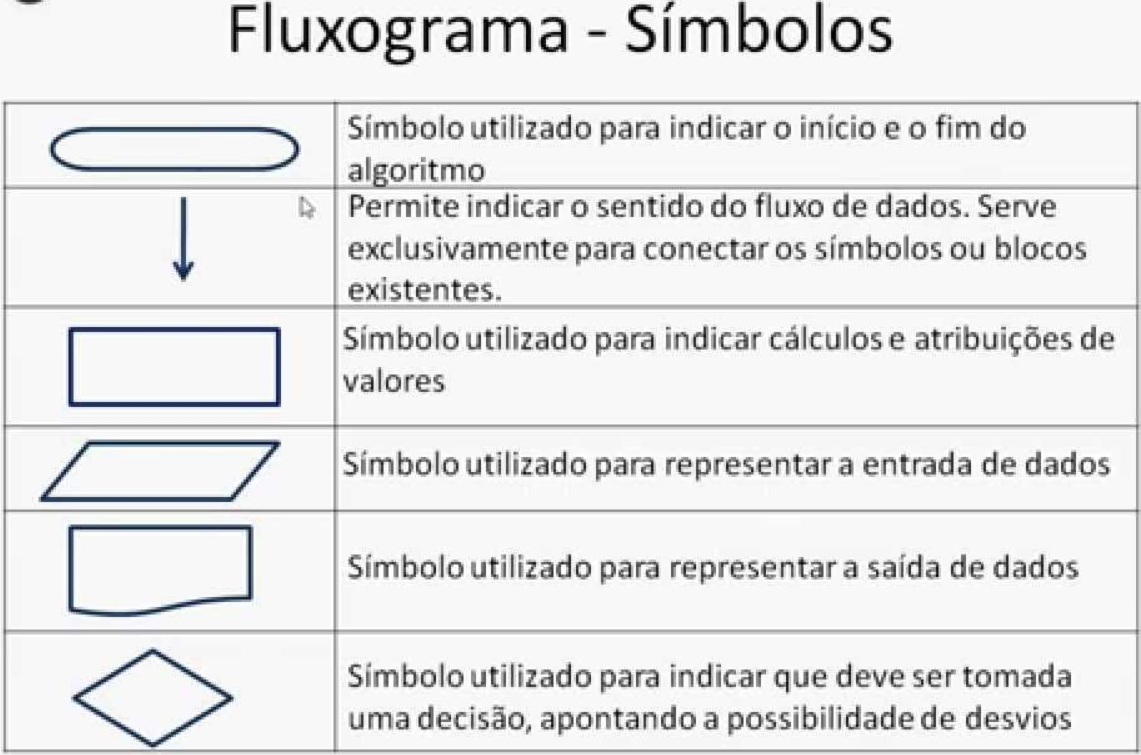 Fluxograma - Símbolos
Símbolo utilizado para indicar o início e o fim do
algoritmo
Permite indicar o sentido do fluxo de dados. Serve
exclusivamente para conectar os símbolos ou blocos
existentes.
Símbolo utilizado para indicar cálculos e atribuições de
valores
Símbolo utilizado para representar a entrada de dados
Símbolo utilizado para representar a saída de dados
Símbolo utilizado para indicar que deve ser tomada
uma decisão, apontando a possibilidade de desvios